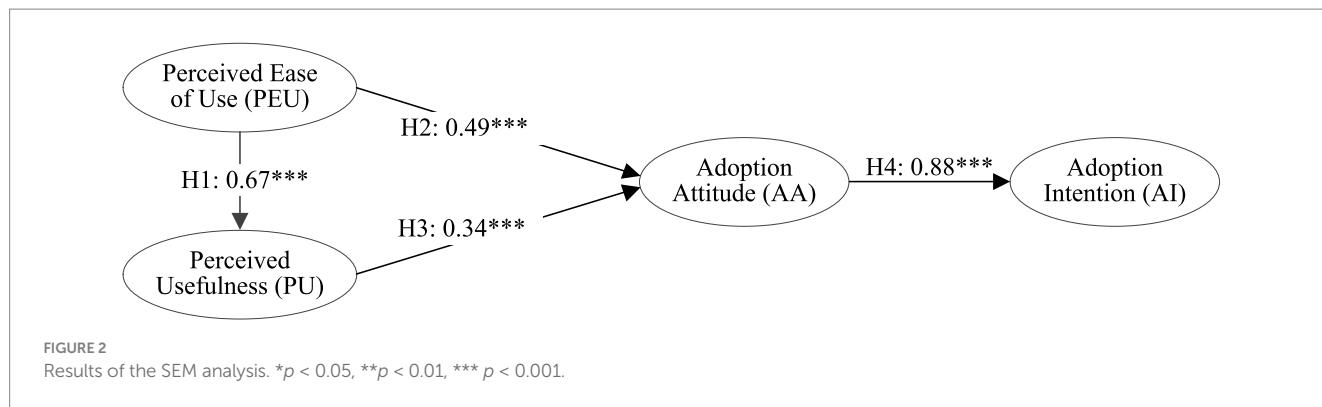 Perceived Ease
of Use (PEU)
H2: 0.49***
H1: 0.67***
Adoption
Attitude (AA)
H4: 0.88***
Adoption
Intention (AI)
H3: 0.34***
Perceived
Usefulness (PU)
FIGURE 2
Results of the SEM analysis. *p < 0.05, **p < 0.01, *** p < 0.001.